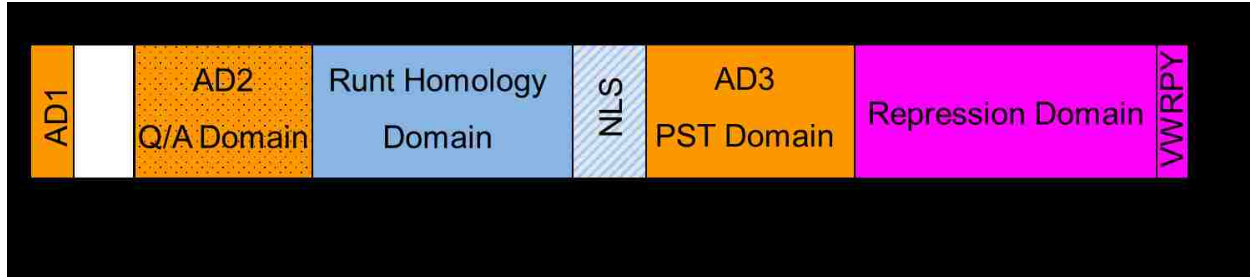 AD1
AD2
Q/A Domain
Runt Homology
Domain
NLS
AD3
PST Domain
Repression Domain
VWRPY